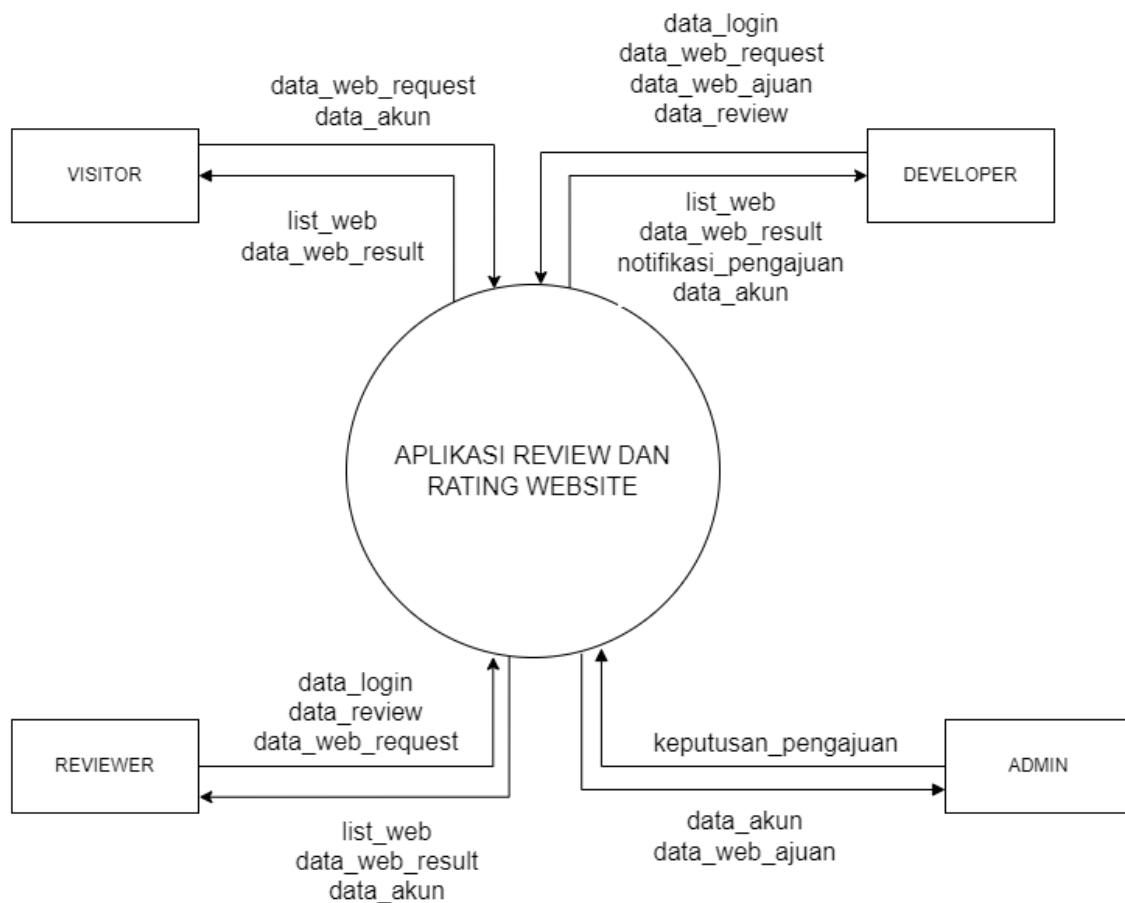 data_login
data_web_request
data_web_ajuan
data_review
data_web_request
data_akun
VISITOR
DEVELOPER
list_web
data_web_result
list_web
data_web_result
notifikasi_pengajuan
data_akun
APLIKASI REVIEW DAN
RATING WEBSITE
data_login
data_review
data_web_request
REVIEWER
keputusan_pengajuan
ADMIN
list_web
data_web_result
data_akun
data_akun
data_web_ajuan